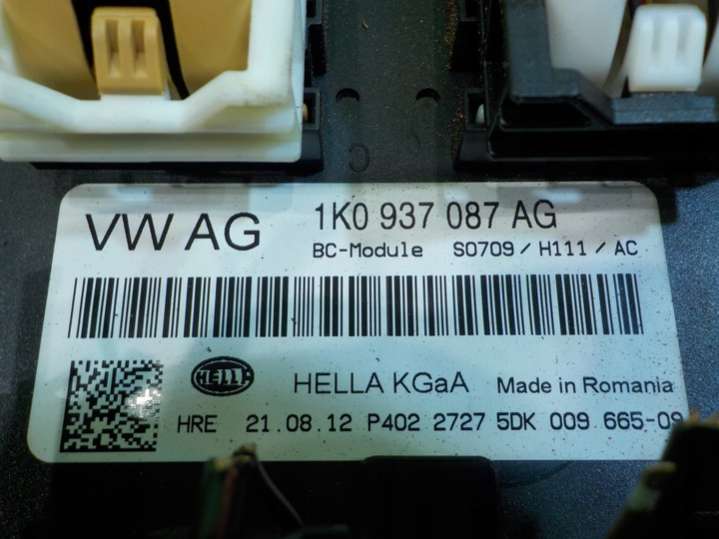 VW AG 1K0 937 087 AG
BC-Module S0709 / H111 / AC
HELLA HELLA KGaA Made in Romania
HRE 21.08.12 P402 2727 5DK 009 665-09